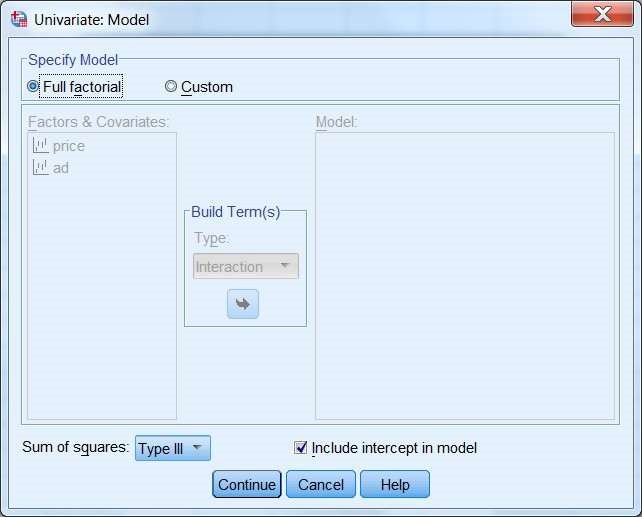 Univariate: Model
Specify Model
Full factorial
Custom
Factors & Covariates:
price
ad
Build Term(s)
Type:
Interaction
Model:
Sum of squares: Type III
Include intercept in model
Continue
Cancel
Help